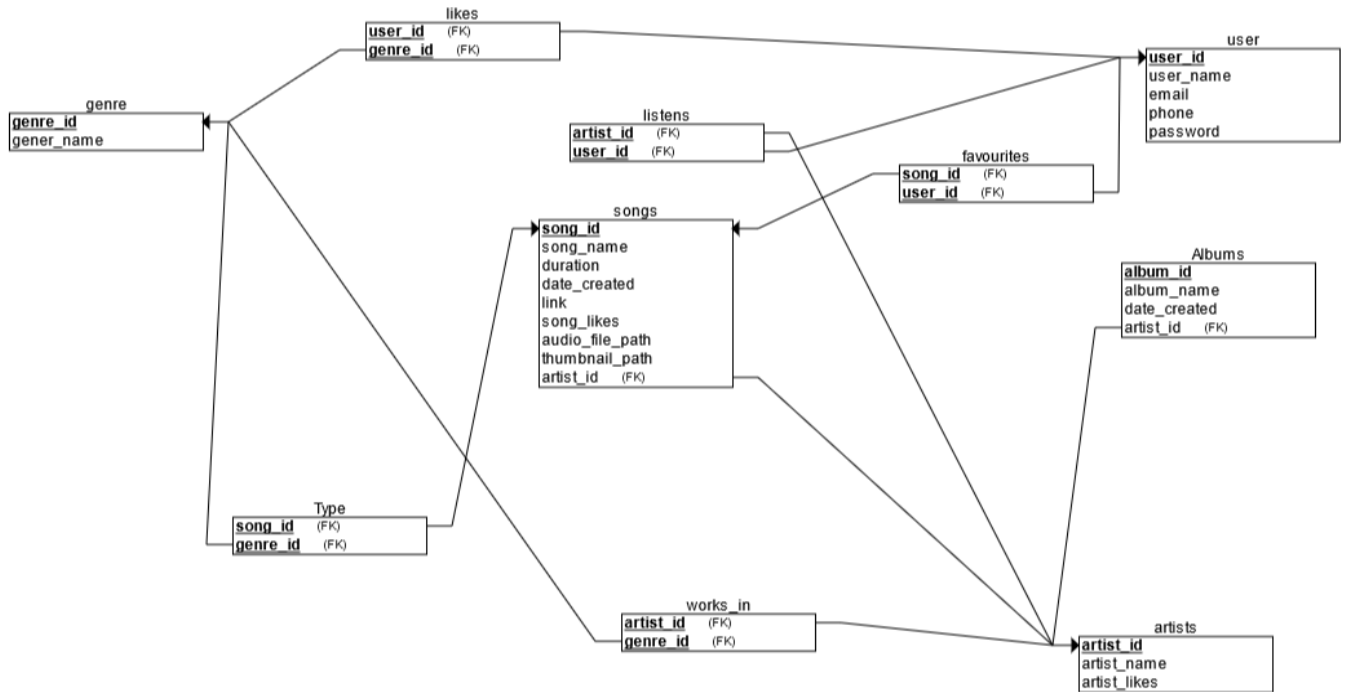 likes
user_id (FK)
genre_id (FK)
user
user_id
user_name
email
phone
password
genre
genre_id
gener_name
listens
artist_id (FK)
user_id (FK)
favourites
song_id (FK)
user_id (FK)
songs
song_id
song_name
duration
date_created
link
song_likes
audio_file_path
thumbnail_path
artist_id (FK)
Albums
album_id
album_name
date_created
artist_id (FK)
Type
song_id (FK)
genre_id (FK)
works_in
artist_id (FK)
genre_id (FK)
artists
artist_id
artist_name
artist_likes